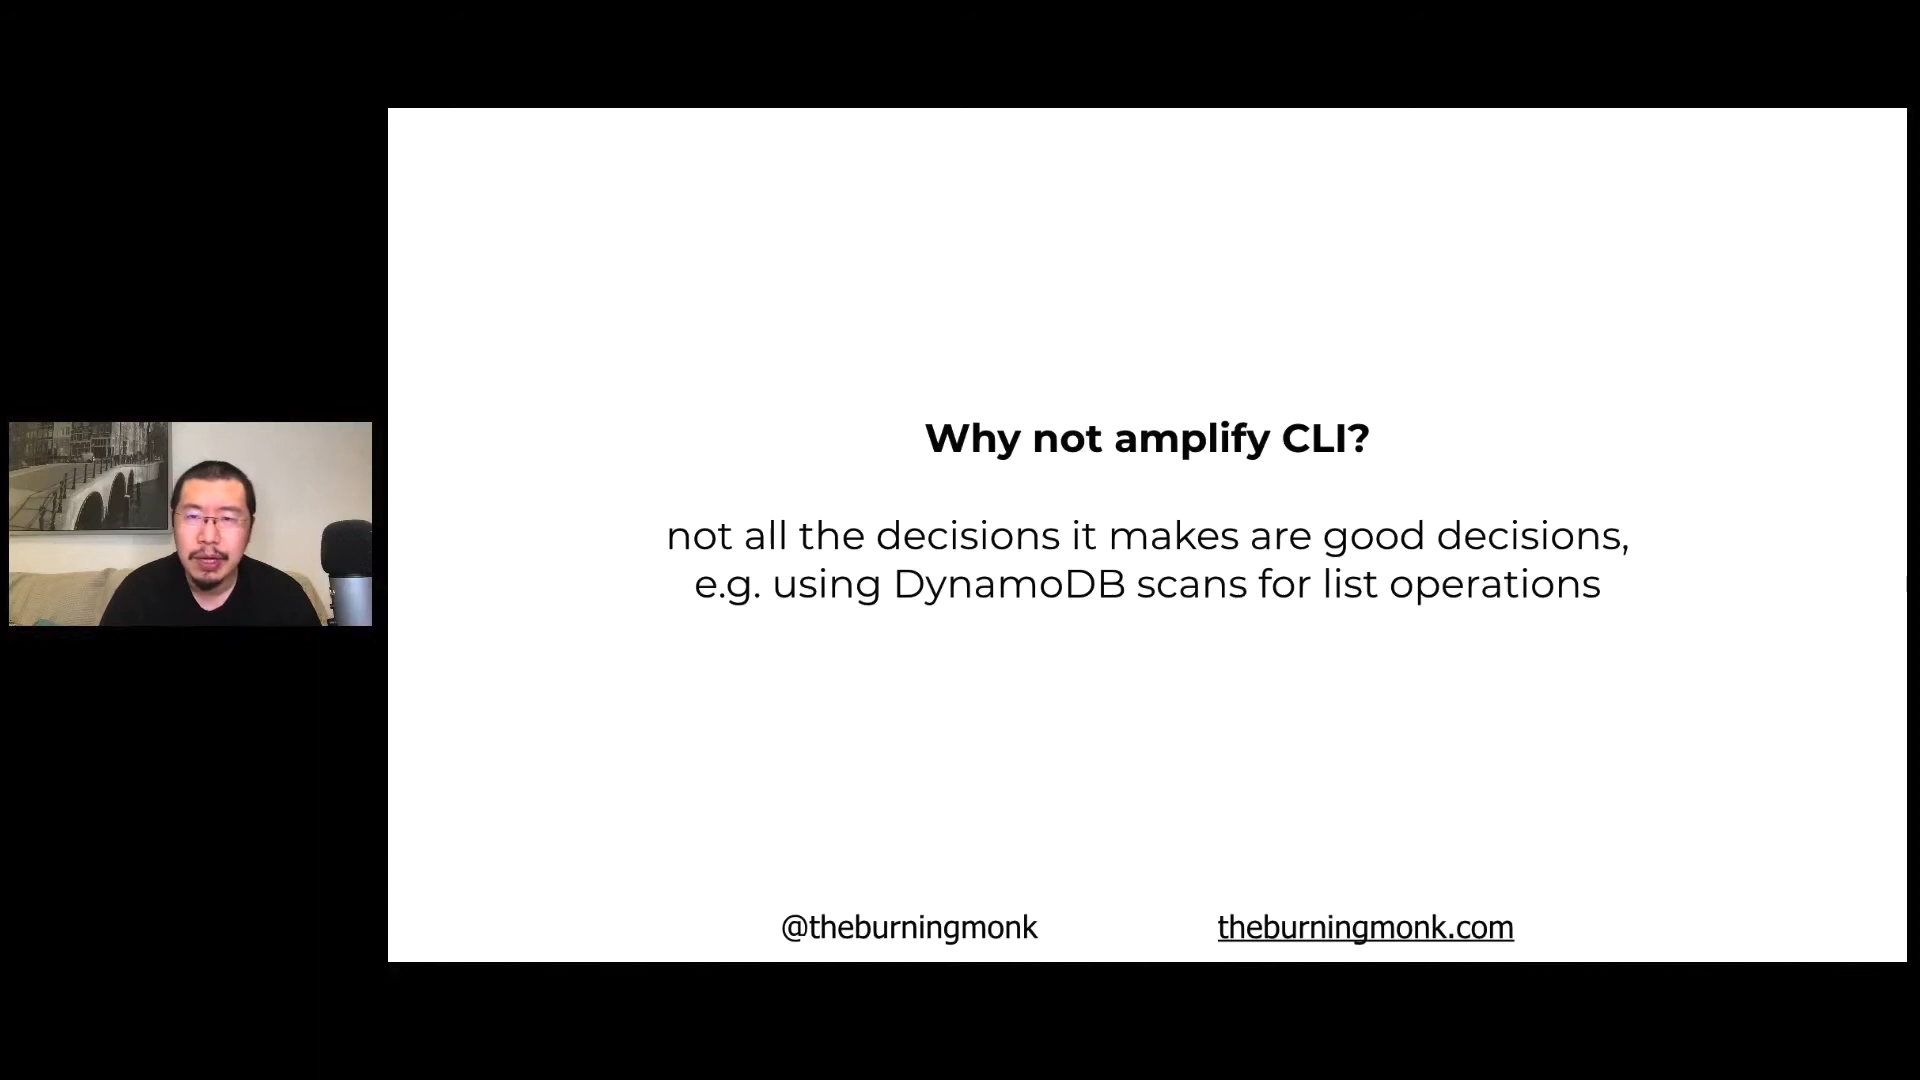 Why not amplify CLI?
not all the decisions it makes are good decisions,
e.g. using DynamoDB scans for list operations
@theburningmonk
theburningmonk.com